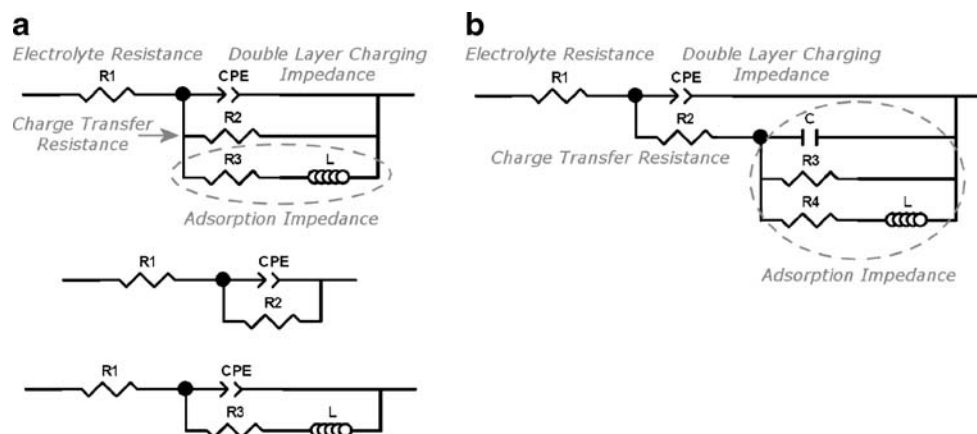 a
Electrolyte Resistance
Double Layer Charging
Impedance
R1
CPE
Charge Transfer
Resistance
R2
R3
L
Adsorption Impedance
R1
CPE
R2
R1
CPE
R3
L
b
Electrolyte Resistance
Double Layer Charging
Impedance
R1
CPE
R2
C
Charge Transfer Resistance
R3
R4
L
Adsorption Impedance